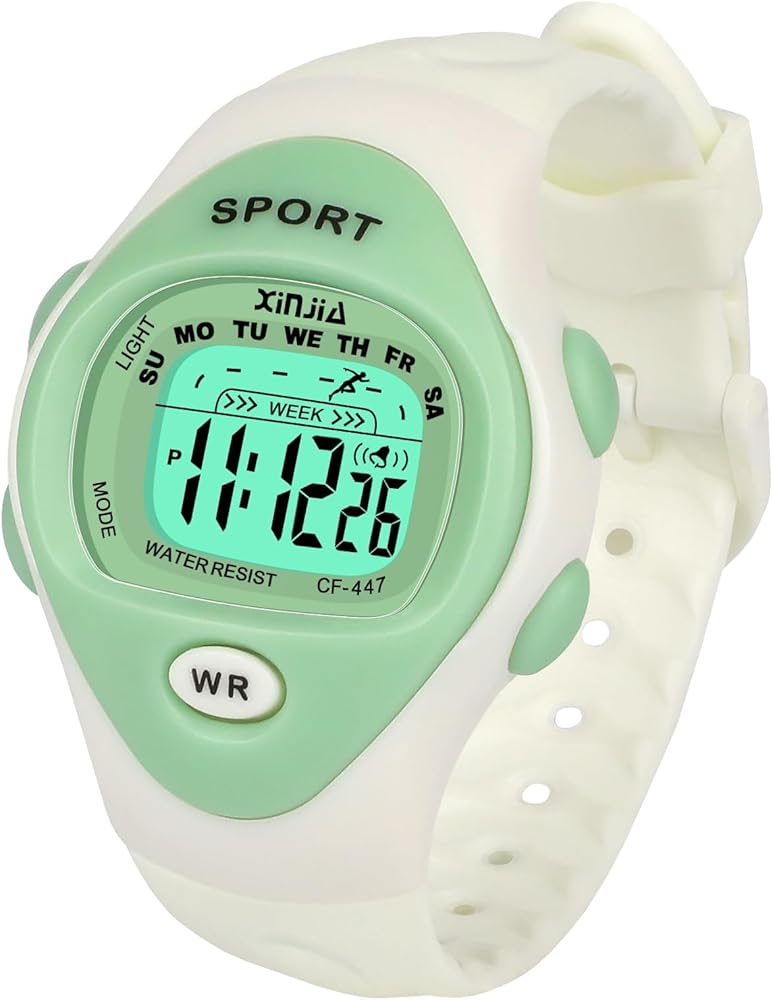 SPORT
XiNJiA
LIGHT
SU MO TU WE TH FR SA
>>> WEEK >>>
P 11:12 26
MODE
WATER RESIST CF-447
WR